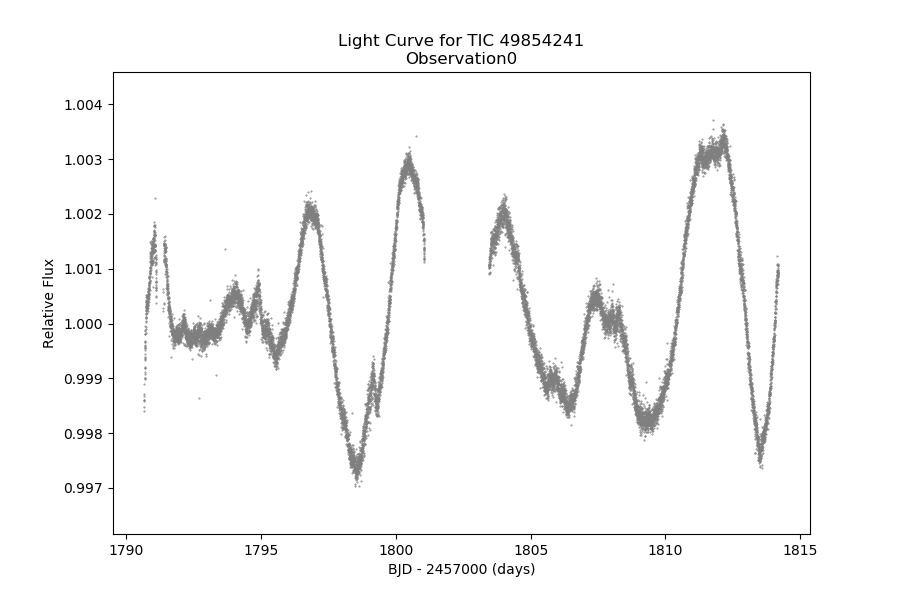 Light Curve for TIC 49854241
Observation0
1.004
1.003
1.002
1.001
1.000
0.999
0.998
0.997
Relative Flux
1790 1795 1800 1805 1810 1815
BJD - 2457000 (days)